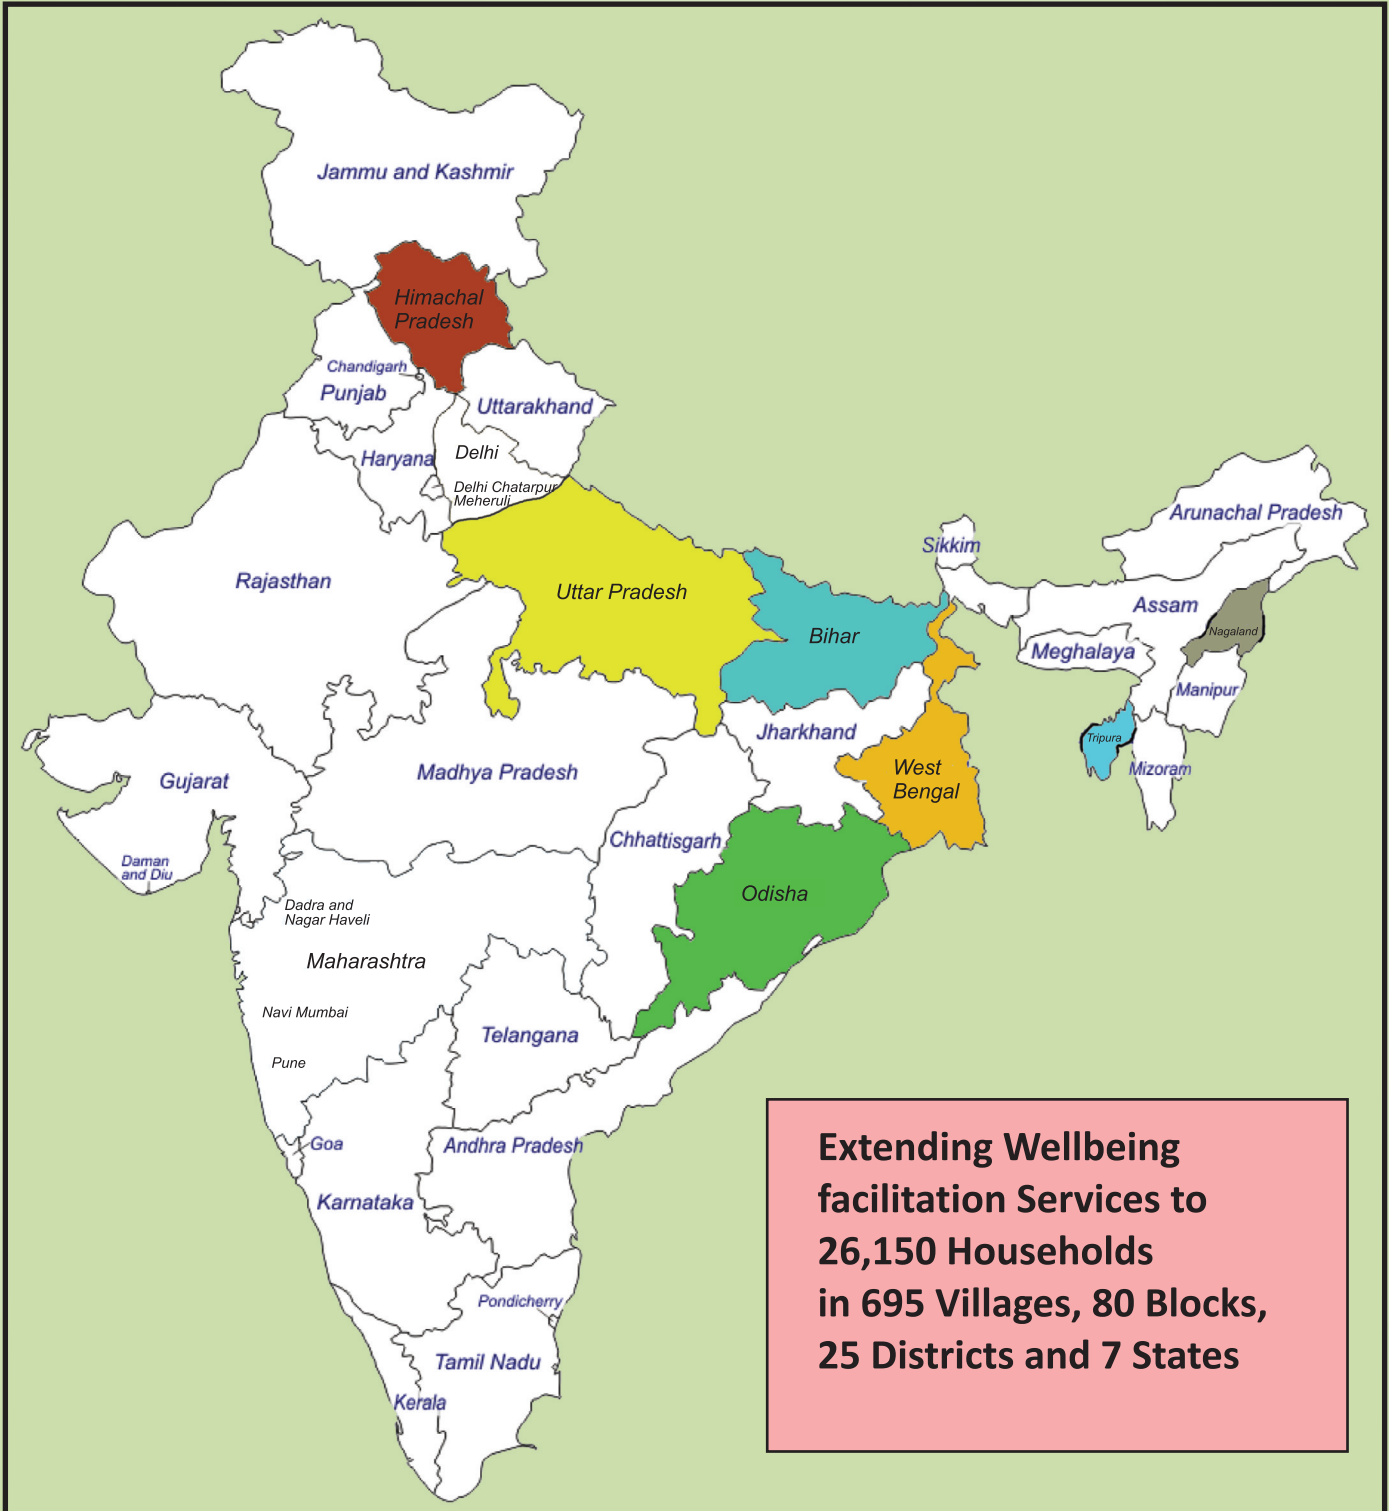 Jammu and Kashmir
Himachal
Pradesh
Chandigarh
Punjab
Uttarakhand
Haryana
Delhi
Delhi Chatarpur
Meheruli
Arunachal Pradesh
Sikkim
Rajasthan
Uttar Pradesh
Assam
Bihar
Nagaland
Meghalaya
Manipur
Jharkhand
Tripura
Gujarat
Madhya Pradesh
West
Bengal
Mizoram
Chhattisgarh
Daman
and Diu
Odisha
Dadra and
Nagar Haveli
Maharashtra
Navi Mumbai
Telangana
Pune
Goa
Andhra Pradesh
Karnataka
Pondicherry
Tamil Nadu
Kerala
Extending Wellbeing
facilitation Services to
26,150 Households
in 695 Villages, 80 Blocks,
25 Districts and 7 States